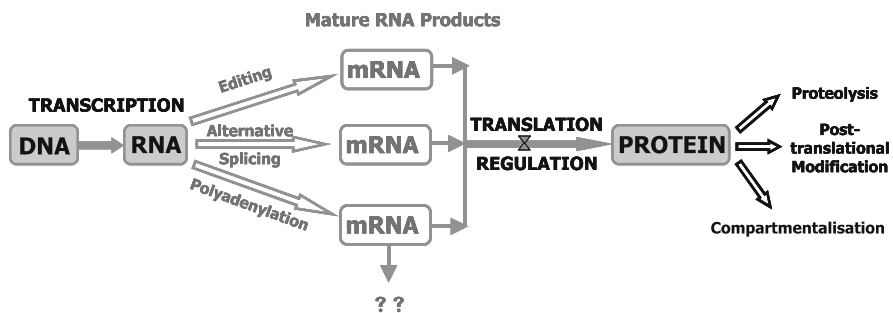 Mature RNA Products
Editing
mRNA
TRANSCRIPTION
DNA
RNA
Alternative
Splicing
mRNA
Polyadenylation
mRNA
? ?
TRANSLATION
REGULATION
PROTEIN
Proteolysis
Post-
translational
Modification
Compartmentalisation